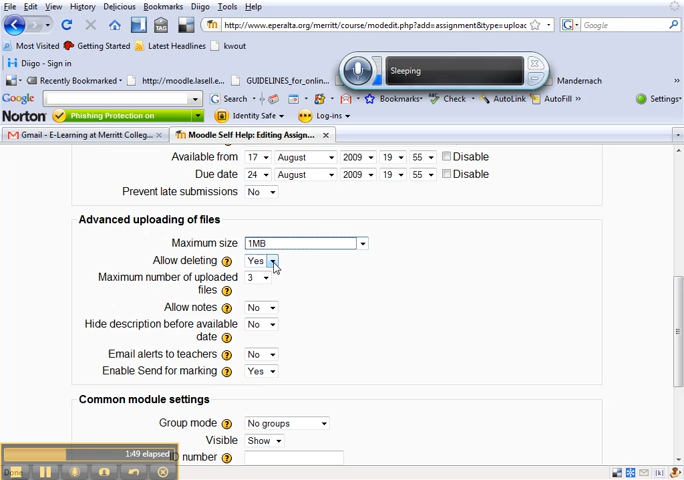 File Edit View History Delicious Bookmarks Diigo Tools Help
http://www.eperalta.org/merritt/course/modedit.php?add=assignment&type=upload Google
Most Visited Getting Started Latest Headlines kwout
Diigo - Sign in
Sleeping
Recently Bookmarked http://moodle.lasell.e... GUIDELINES_for_onlin... Mandernach »
Google Search Bookmarks Check AutoLink AutoFill » Settings
Norton Phishing Protection on Identity Safe Log-ins
Gmail - E-Learning at Merritt Colleg... Moodle Self Help: Editing Assign...
Available from 17 August 2009 19 55 Disable
Due date 24 August 2009 19 55 Disable
Prevent late submissions No
Advanced uploading of files
Maximum size 1MB
Allow deleting ? Yes
Maximum number of uploaded 3
files ?
Allow notes ? No
Hide description before available No
date ?
Email alerts to teachers ? No
Enable Send for marking ? Yes
Common module settings
Group mode ? No groups
Visible Show
1:49 elapsed ID number
Done